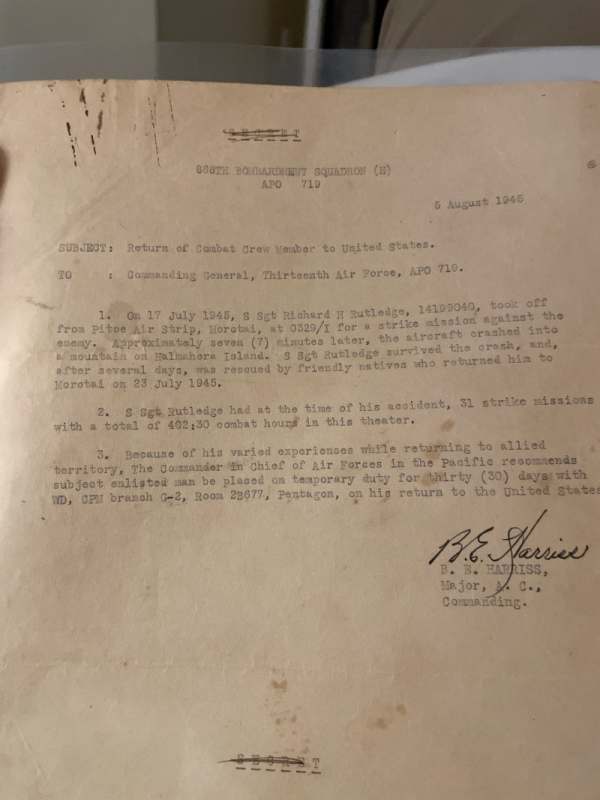 SECRET
868TH BOMBARDMENT SQUADRON (H)
APO 719
5 August 1945
SUBJECT: Return of Combat Crew Member to United States.
TO : Commanding General, Thirteenth Air Force, APO 719.
1. On 17 July 1945, S Sgt Richard H Rutledge, 14199040, took off
from Pitoe Air Strip, Morotai, at 0329/I for a strike mission against the
enemy. Approximately seven (7) minutes later, the aircraft crashed into
a mountain on Halmahera Island. S Sgt Rutledge survived the crash, and,
after several days, was rescued by friendly natives who returned him to
Morotai on 23 July 1945.
2. S Sgt Rutledge had at the time of his accident, 31 strike missions
with a total of 462:30 combat hours in this theater.
3. Because of his varied experiences while returning to allied
territory, The Commander in Chief of Air Forces in the Pacific recommends
subject enlisted man be placed on temporary duty for thirty (30) days with
WD, CPM branch G-2, Room 2B677, Pentagon, on his return to the United States
B.E. Harriss
B. E. HARRISS,
Major, A. C.,
Commanding.
SECRET